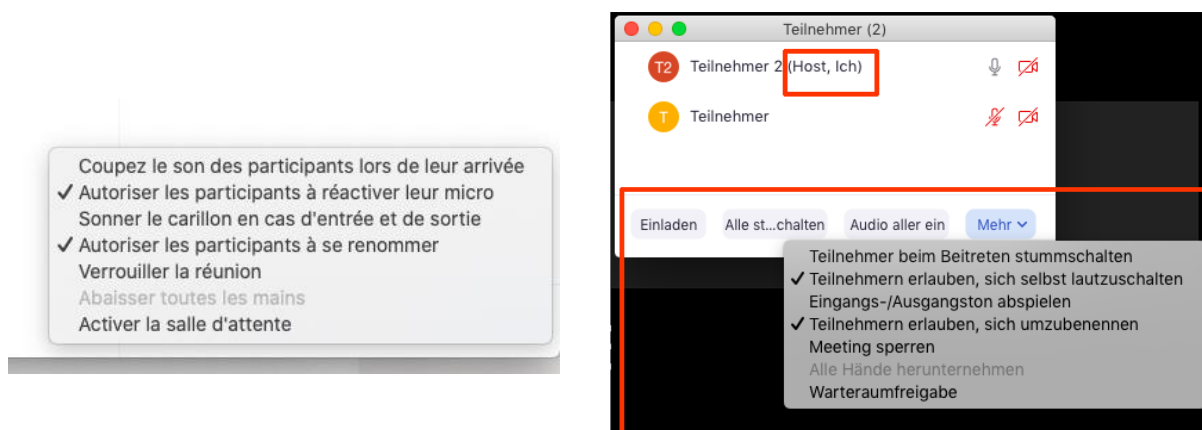 Coupez le son des participants lors de leur arrivée
Autoriser les participants à réactiver leur micro
Sonner le carillon en cas d'entrée et de sortie
Autoriser les participants à se renommer
Verrouiller la réunion
Abaisser toutes les mains
Activer la salle d'attente
Teilnehmer (2)
T2 Teilnehmer 2 (Host, Ich)
T Teilnehmer
Einladen Alle st...chalten Audio aller ein Mehr
Teilnehmer beim Beitreten stummschalten
Teilnehmern erlauben, sich selbst lautzuschalten
Eingangs-/Ausgangston abspielen
Teilnehmern erlauben, sich umzubenennen
Meeting sperren
Alle Hände herunternehmen
Warteraumfreigabe